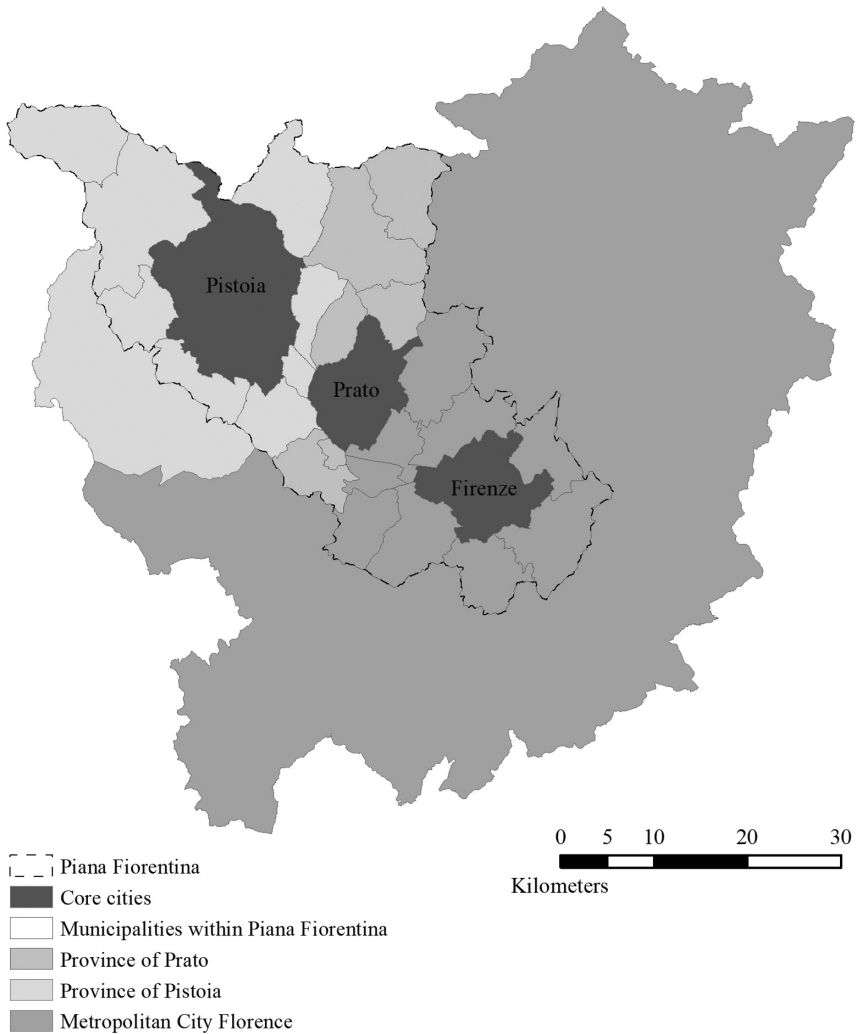 Pistoia
Prato
Firenze
0 5 10 20 30
Kilometers
Piana Fiorentina
Core cities
Municipalities within Piana Fiorentina
Province of Prato
Province of Pistoia
Metropolitan City Florence